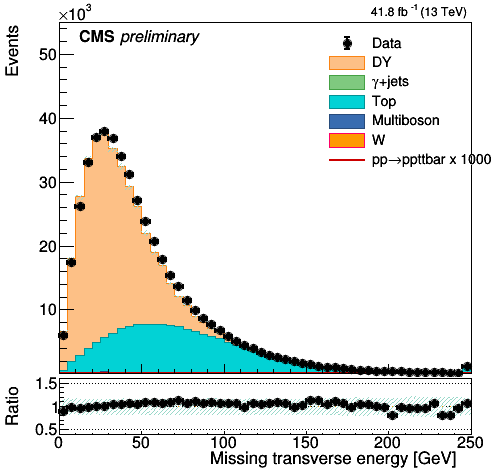 ×10³
41.8 fb⁻¹ (13 TeV)
Events
CMS preliminary
50
40
30
20
10
Data
DY
γ+jets
Top
Multiboson
W
pp→ppttbar x 1000
Ratio
1.5
1
0.5
0 50 100 150 200 250
Missing transverse energy [GeV]